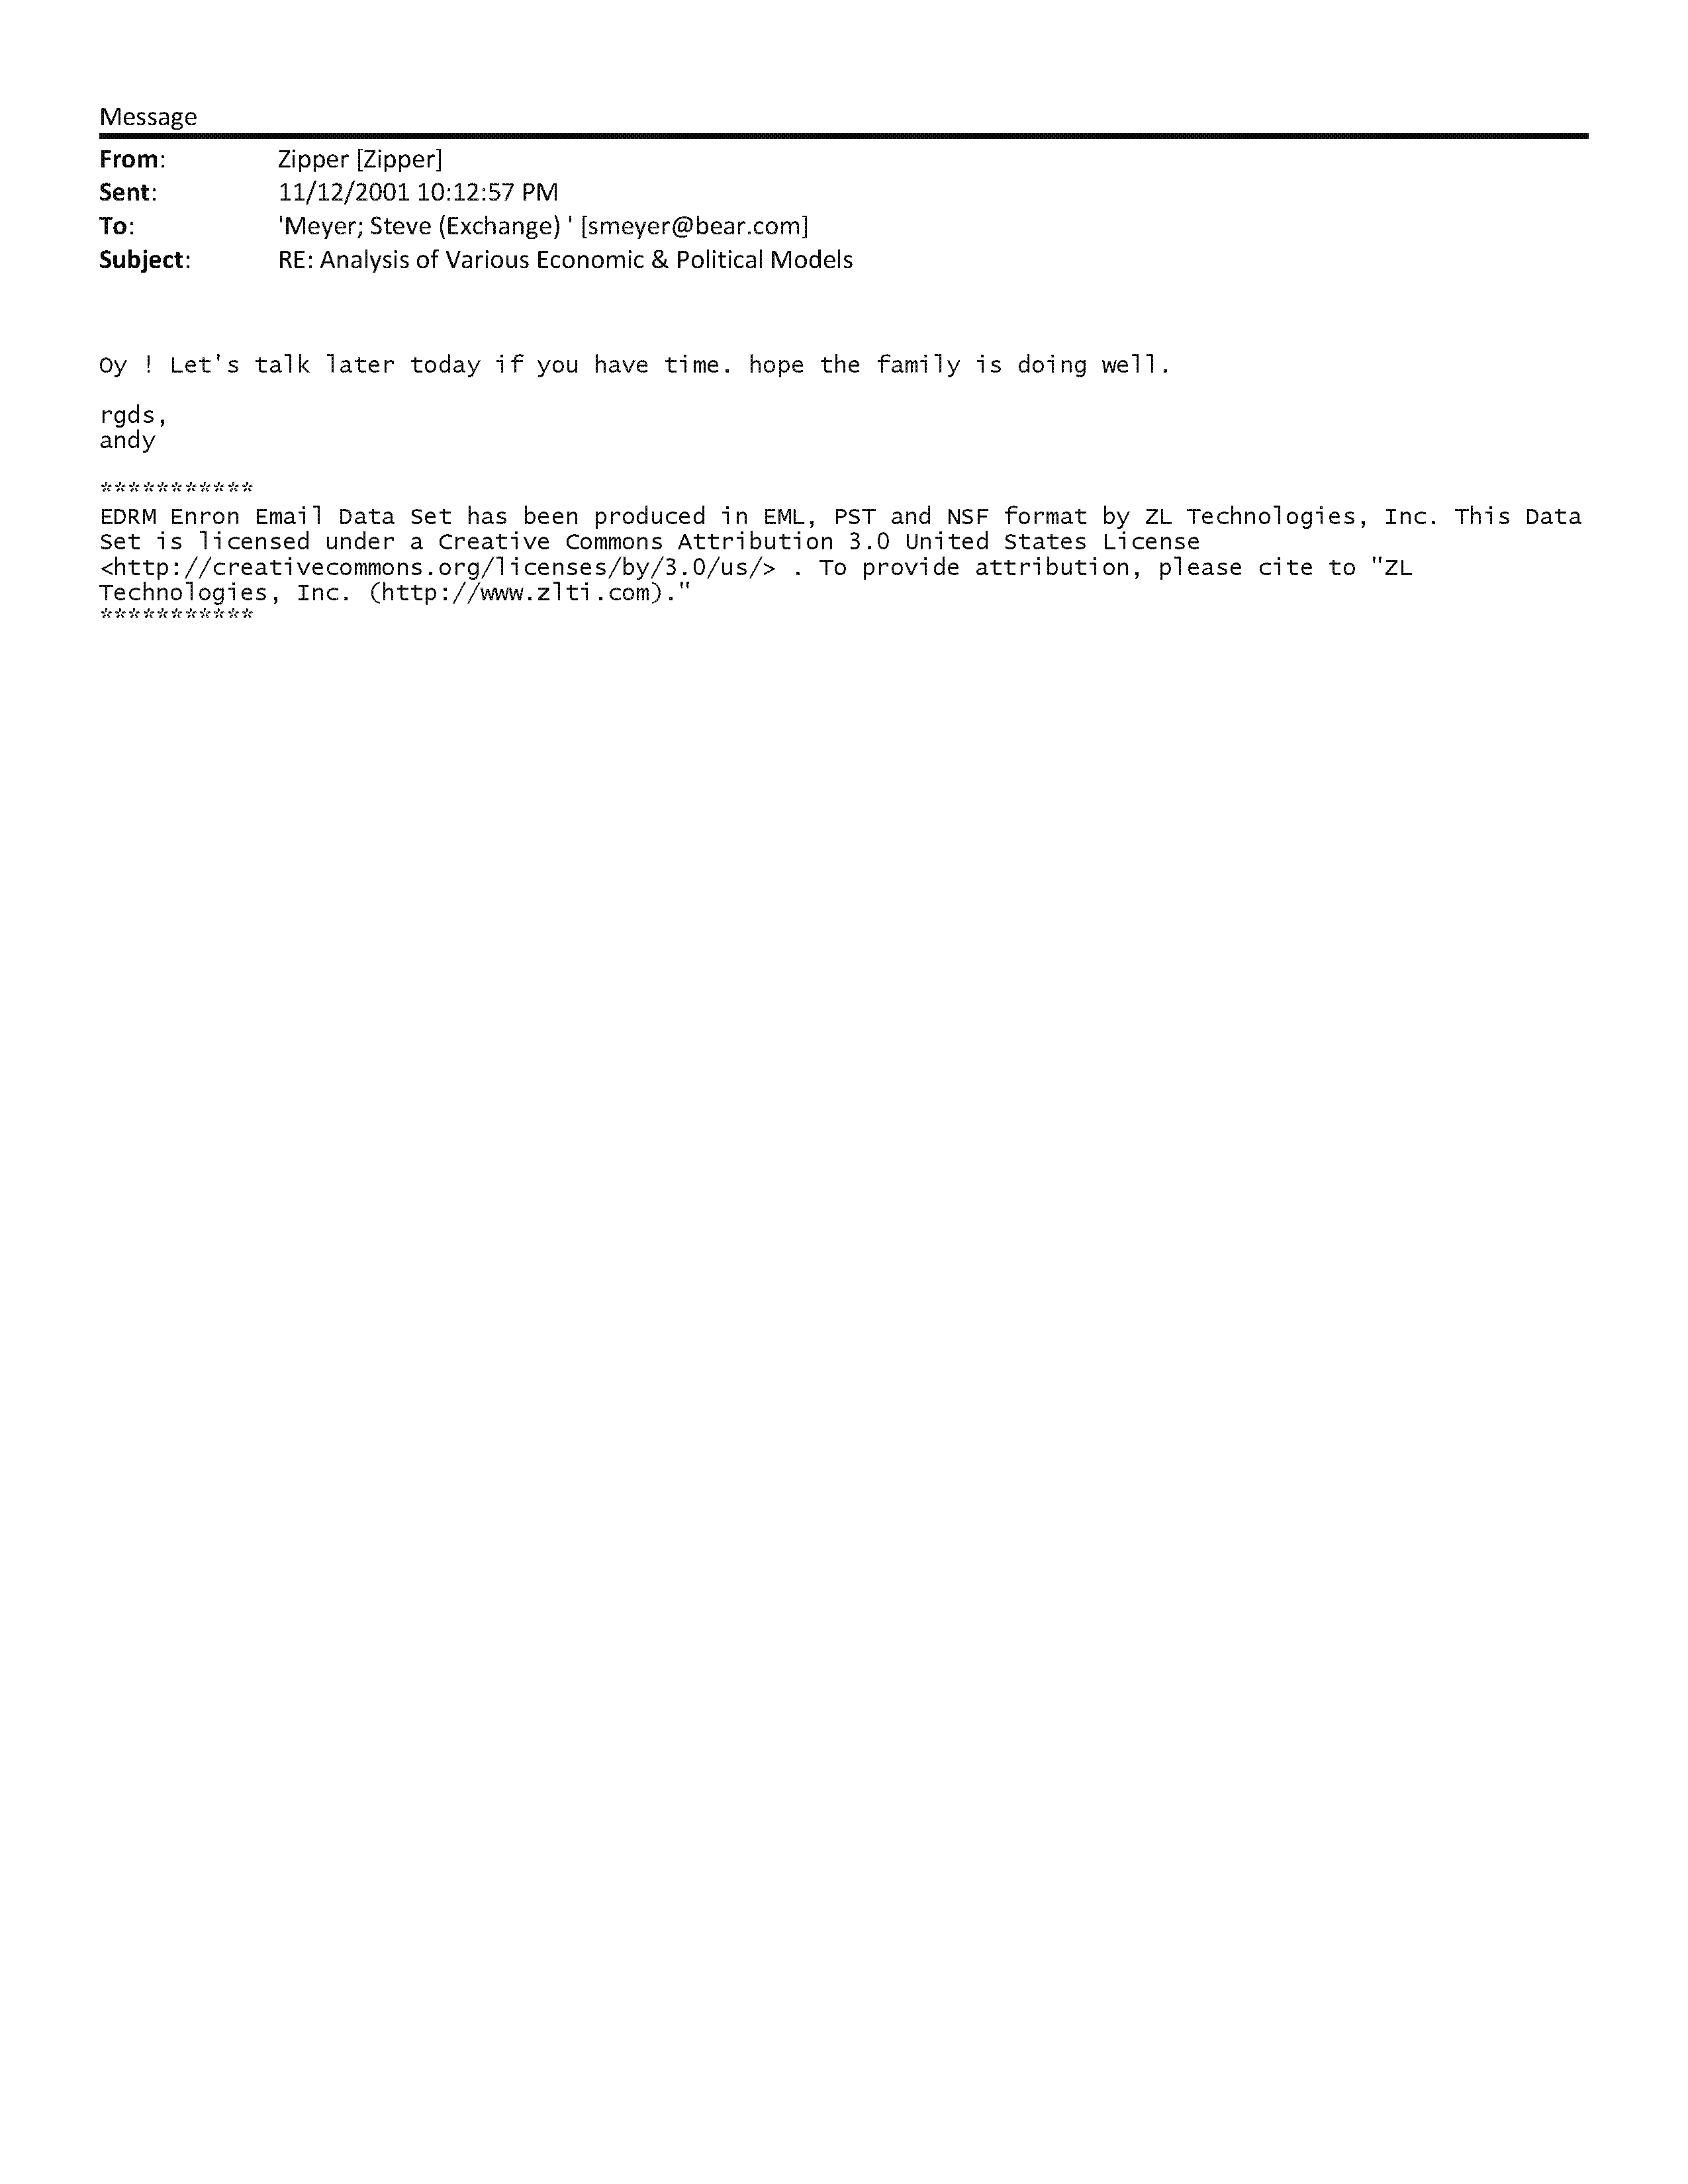 Message
From: Zipper [Zipper]
Sent: 11/12/2001 10:12:57 PM
To: 'Meyer; Steve (Exchange) ' [smeyer@bear.com]
Subject: RE: Analysis of Various Economic & Political Models
Oy ! Let's talk later today if you have time. hope the family is doing well.
rgds,
andy
***********
EDRM Enron Email Data Set has been produced in EML, PST and NSF format by ZL Technologies, Inc. This Data
Set is licensed under a Creative Commons Attribution 3.0 United States License
<http://creativecommons.org/licenses/by/3.0/us/> . To provide attribution, please cite to "ZL
Technologies, Inc. (http://www.zlti.com)."
***********